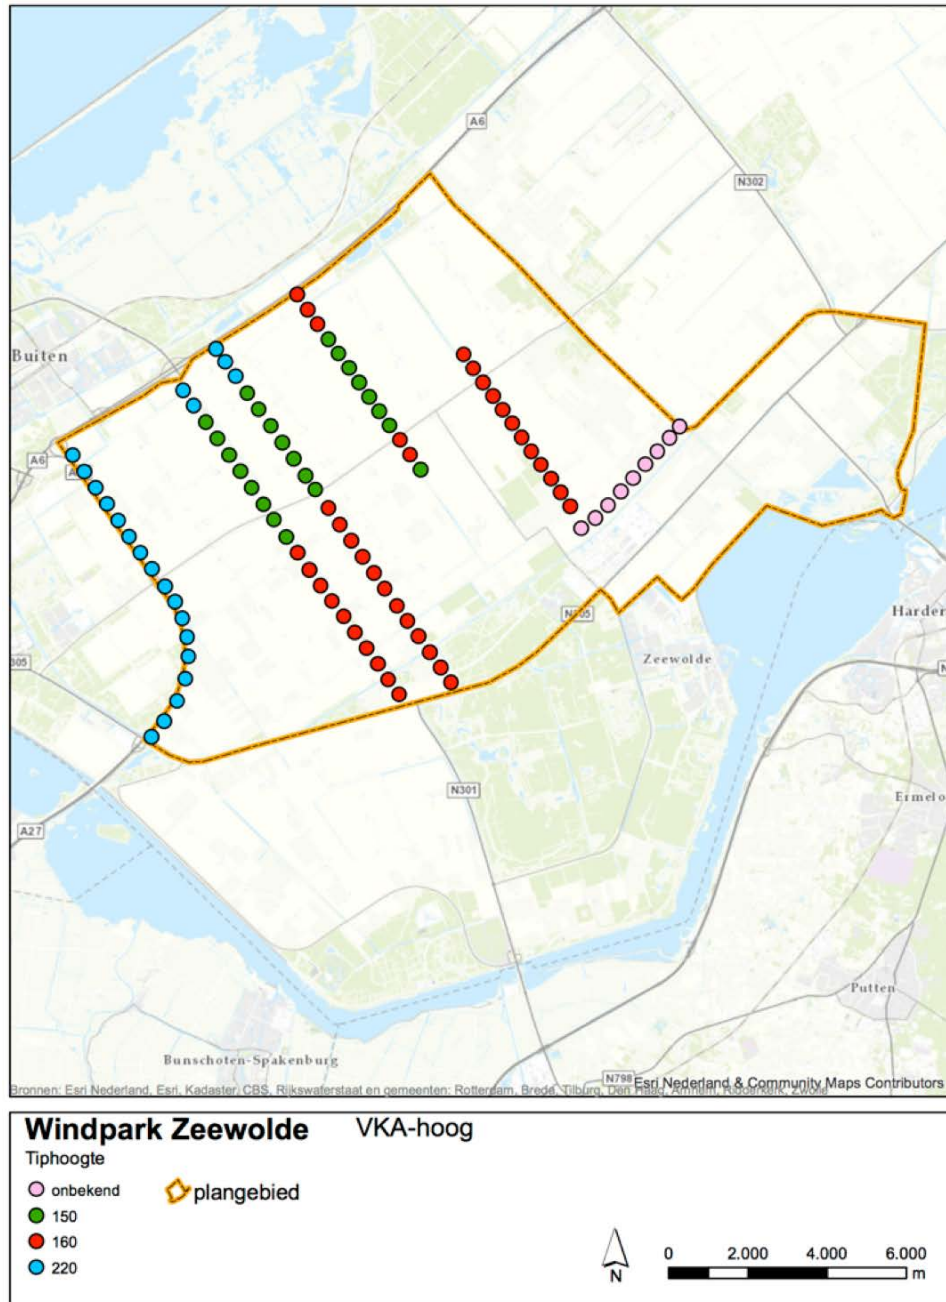 A6
N302
Buiten
A6
305
N305
Zeewolde
Harder
N301
Ermelo
A27
Putten
Bunschoten-Spakenburg
N798
Esri Nederland & Community Maps Contributors
Bronnen: Esri Nederland, Esri, Kadaster, CBS, Rijkswaterstaat en gemeenten: Rotterdam, Breda, Tilburg, Den Haag, Arnhem, Ridderkerk, Zwolle
Windpark Zeewolde VKA-hoog
Tiphoogte
onbekend
plangebied
150
160
220
N
0 2.000 4.000 6.000
m